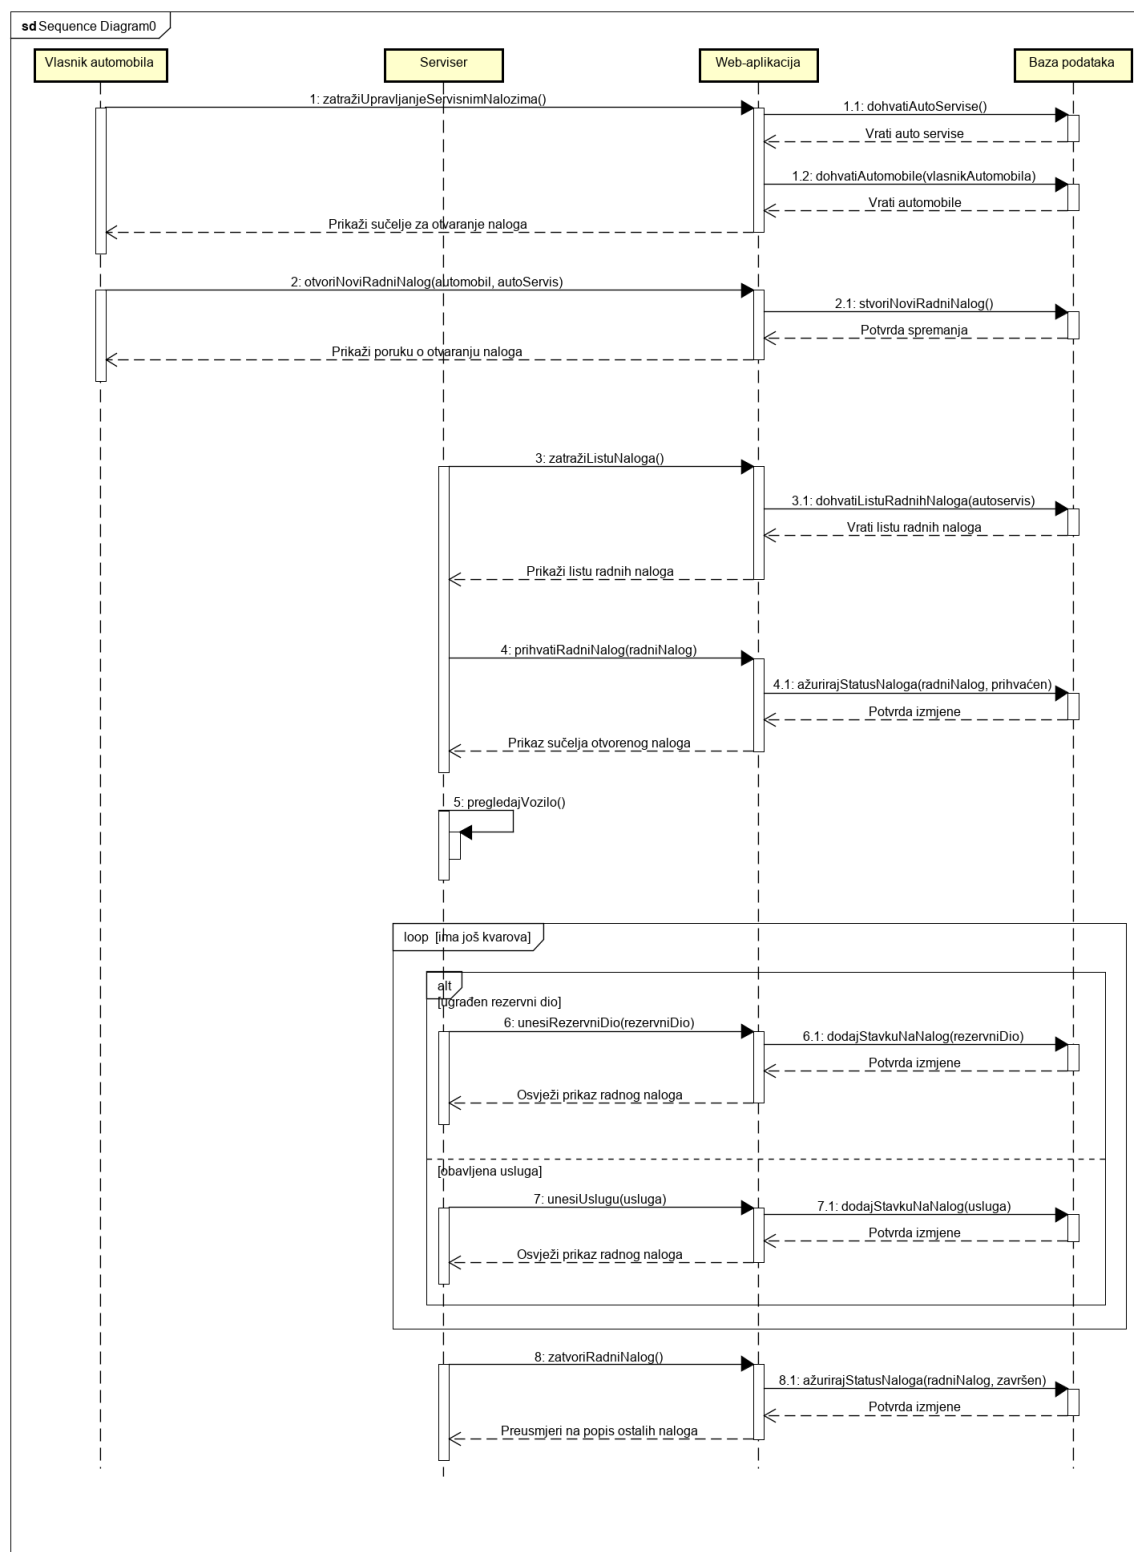 sd Sequence Diagram0
Vlasnik automobila
Serviser
Web-aplikacija
Baza podataka
1: zatražiUpravljanjeServisnimNalozima()
1.1: dohvatiAutoServise()
Vrati auto servise
1.2: dohvatiAutomobile(vlasnikAutomobila)
Vrati automobile
Prikaži sučelje za otvaranje naloga
2: otvoriNoviRadniNalog(automobil, autoServis)
2.1: stvoriNoviRadniNalog()
Potvrda spremanja
Prikaži poruku o otvaranju naloga
3: zatražiListuNaloga()
3.1: dohvatiListuRadnihNaloga(autoservis)
Vrati listu radnih naloga
Prikaži listu radnih naloga
4: prihvatiRadniNalog(radniNalog)
4.1: ažurirajStatusNaloga(radniNalog, prihvaćen)
Potvrda izmjene
Prikaz sučelja otvorenog naloga
5: pregledajVozilo()
loop [ima još kvarova]
alt
[ugrađen rezervni dio]
6: unesiRezervniDio(rezervniDio)
6.1: dodajStavkuNaNalog(rezervniDio)
Potvrda izmjene
Osvježi prikaz radnog naloga
[obavljena usluga]
7: unesiUslugu(usluga)
7.1: dodajStavkuNaNalog(usluga)
Potvrda izmjene
Osvježi prikaz radnog naloga
8: zatvoriRadniNalog()
8.1: ažurirajStatusNaloga(radniNalog, završen)
Potvrda izmjene
Preusmjeri na popis ostalih naloga